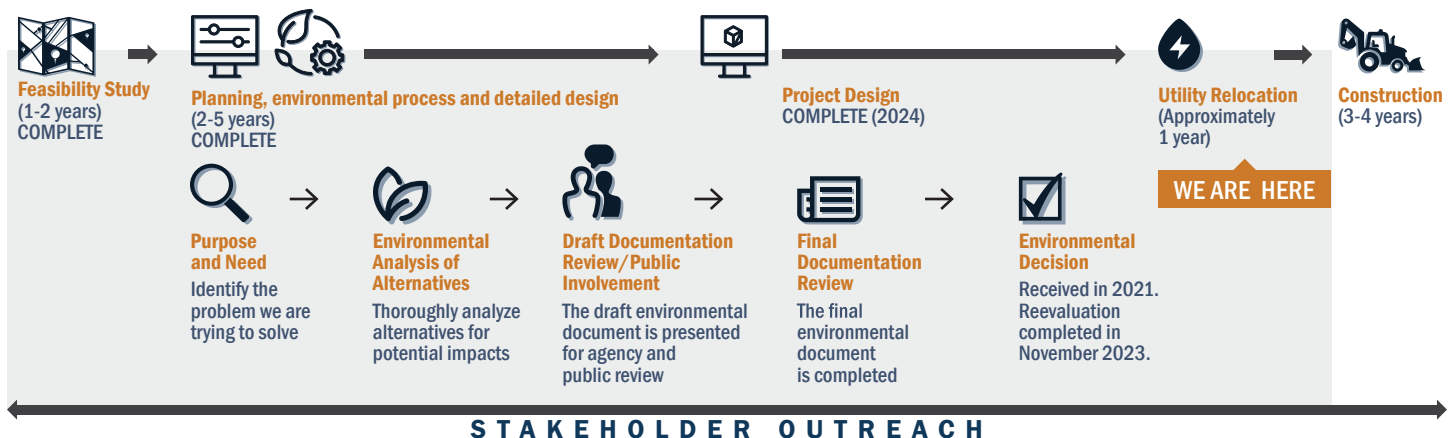 Feasibility Study
(1-2 years)
COMPLETE
Planning, environmental process and detailed design
(2-5 years)
COMPLETE
Project Design
COMPLETE (2024)
Utility Relocation
(Approximately
1 year)
Construction
(3-4 years)
WE ARE HERE
Purpose
and Need
Identify the
problem we are
trying to solve
Environmental
Analysis of
Alternatives
Thoroughly analyze
alternatives for
potential impacts
Draft Documentation
Review/Public
Involvement
The draft environmental
document is presented
for agency and
public review
Final
Documentation
Review
The final
environmental
document
is completed
Environmental
Decision
Received in 2021.
Reevaluation
completed in
November 2023.
STAKEHOLDER OUTREACH